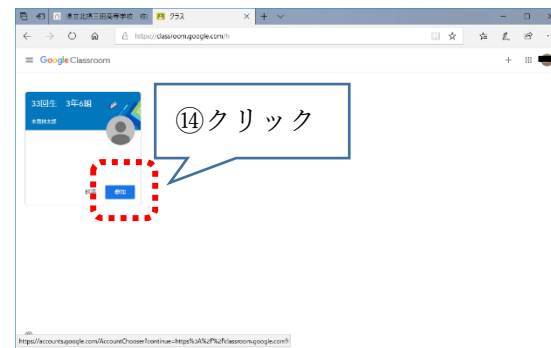 県立北摂三田高等学校
クラス
https://classroom.google.com/h
Google Classroom
33回生 3年6組
⑭クリック
参加
https://accounts.google.com/AccountChooser?continue=https%3A%2F%2Fclassroom.google.com%